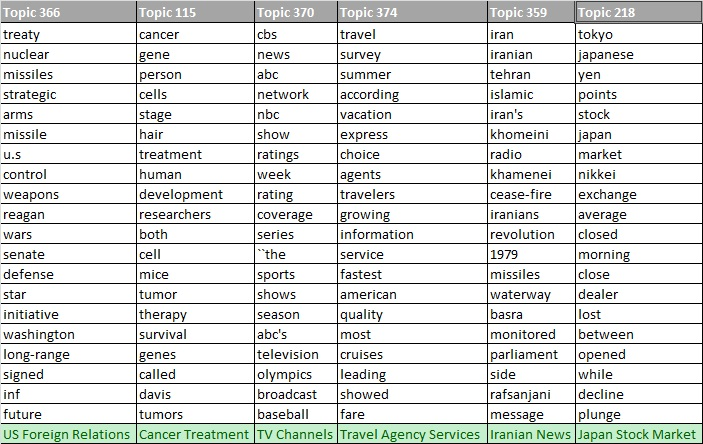 Topic 366 Topic 115 Topic 370 Topic 374 Topic 359 Topic 218
treaty cancer cbs travel iran tokyo
nuclear gene news survey iranian japanese
missiles person abc summer tehran yen
strategic cells network according islamic points
arms stage nbc vacation iran's stock
missile hair show express khomeini japan
u.s treatment ratings choice radio market
control human week agents khamenei nikkei
weapons development rating travelers cease-fire exchange
reagan researchers coverage growing iranians average
wars both series information revolution closed
senate cell ``the service 1979 morning
defense mice sports fastest missiles close
star tumor shows american waterway dealer
initiative therapy season quality basra lost
washington survival abc's most monitored between
long-range genes television cruises parliament opened
signed called olympics leading side while
inf davis broadcast showed rafsanjani decline
future tumors baseball fare message plunge
US Foreign Relations Cancer Treatment TV Channels Travel Agency Services Iranian News Japan Stock Market